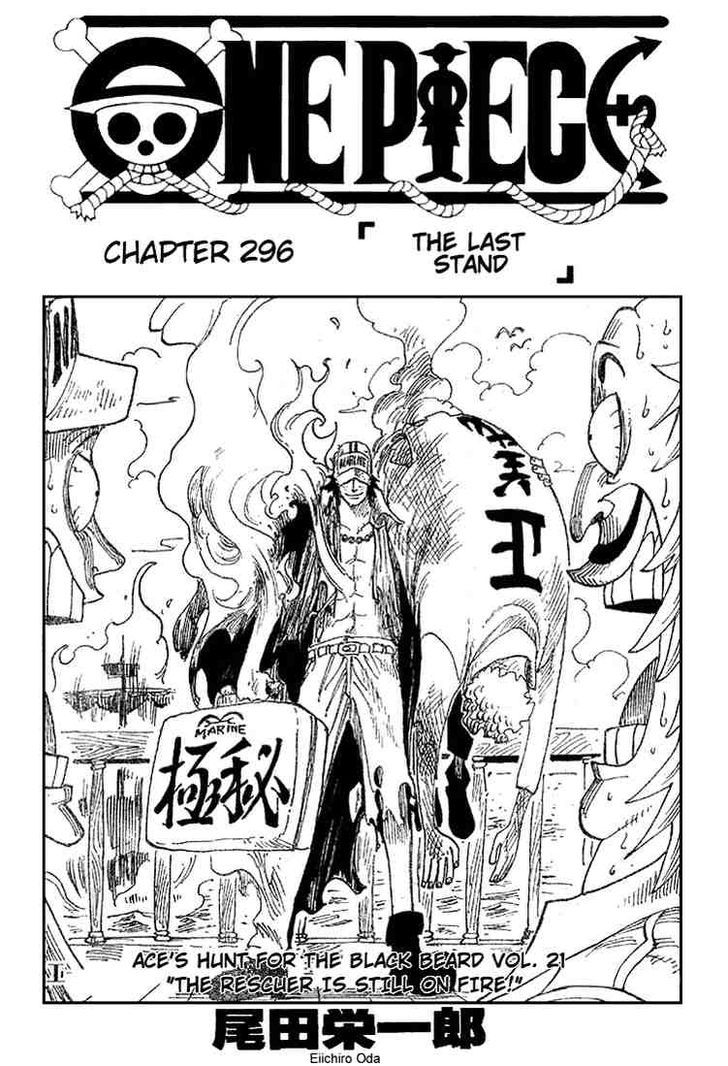 ONE PIECE
CHAPTER 296
『THE LAST
STAND』
MARINE
MARINE
極秘
ACE'S HUNT FOR THE BLACK BEARD VOL. 21
"THE RESCUER IS STILL ON FIRE!"
尾田栄一郎
Eiichiro Oda